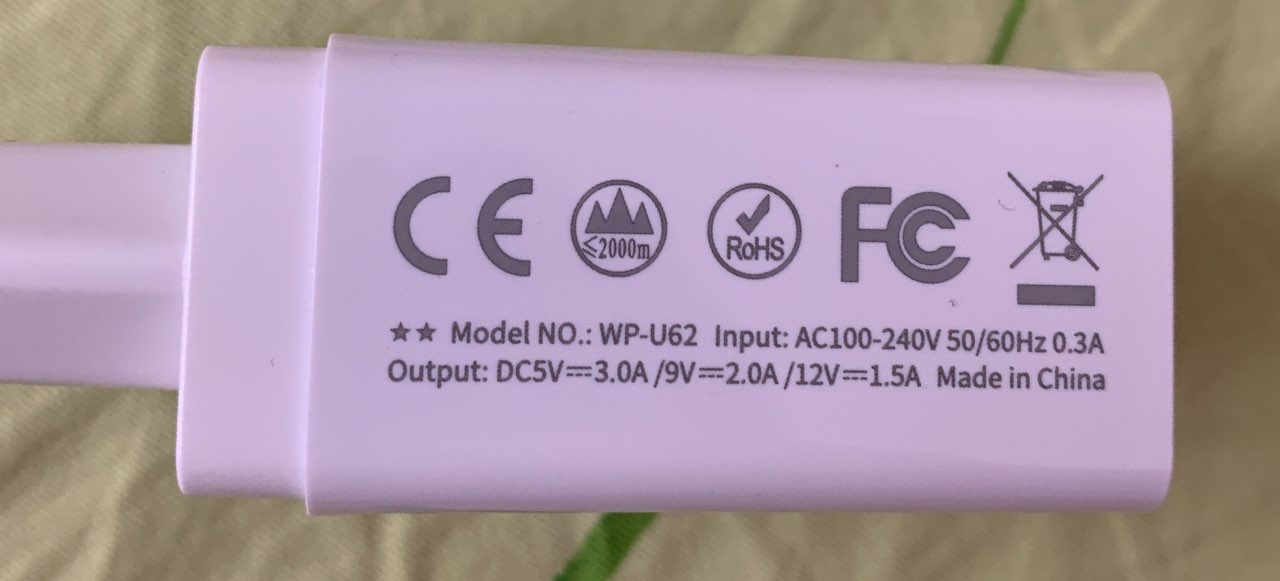 CE ≤2000m RoHS FC
★★ Model NO.: WP-U62 Input: AC100-240V 50/60Hz 0.3A
Output: DC5V⎓3.0A /9V⎓2.0A /12V⎓1.5A Made in China